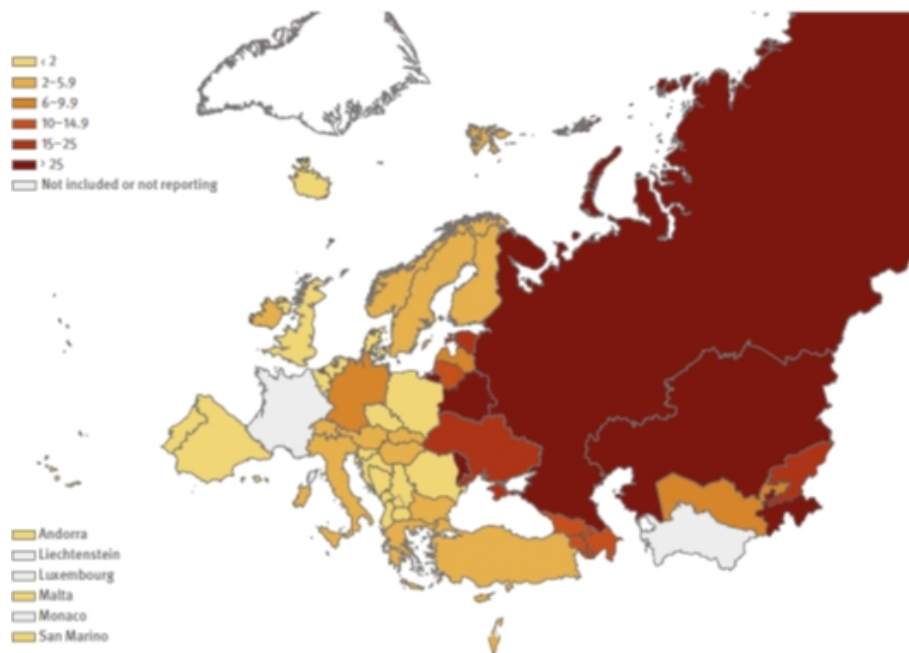 < 2
2–5.9
6–9.9
10–14.9
15–25
> 25
Not included or not reporting
Andorra
Liechtenstein
Luxembourg
Malta
Monaco
San Marino